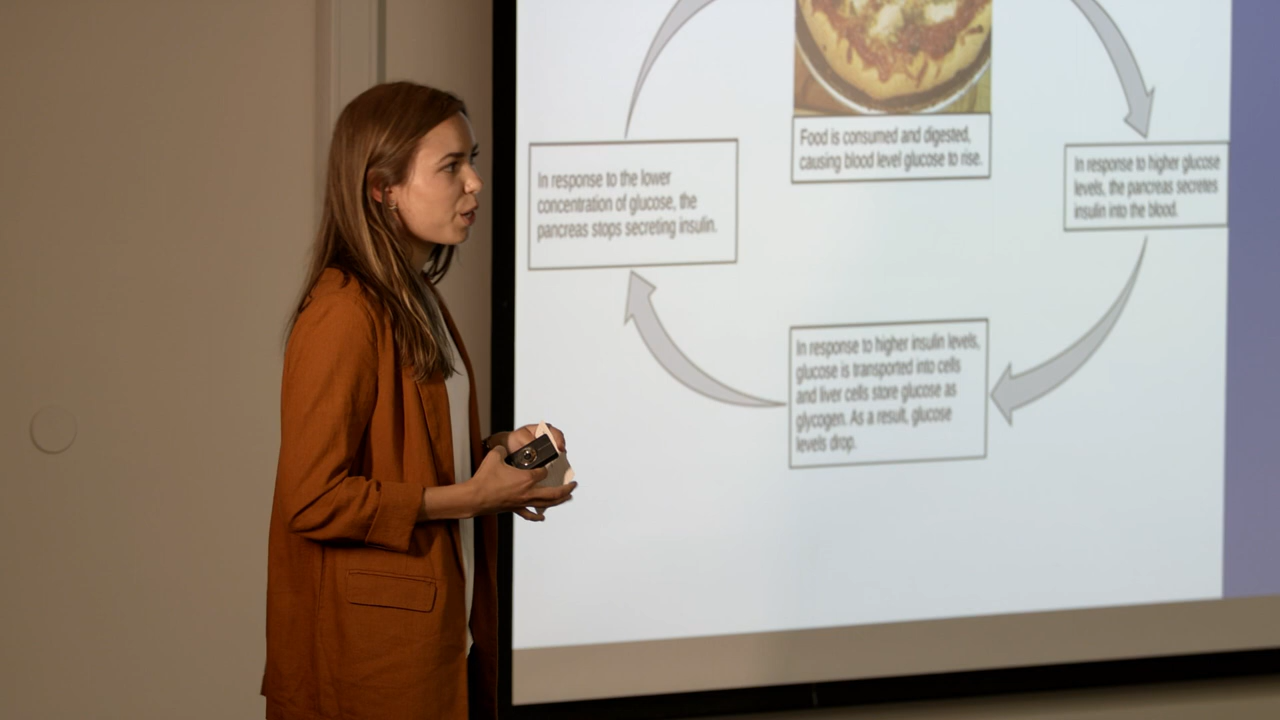 Food is consumed and digested,
causing blood level glucose to rise.
In response to higher glucose
levels, the pancreas secretes
insulin into the blood.
In response to higher insulin levels,
glucose is transported into cells
and liver cells store glucose as
glycogen. As a result, glucose
levels drop.
In response to the lower
concentration of glucose, the
pancreas stops secreting insulin.